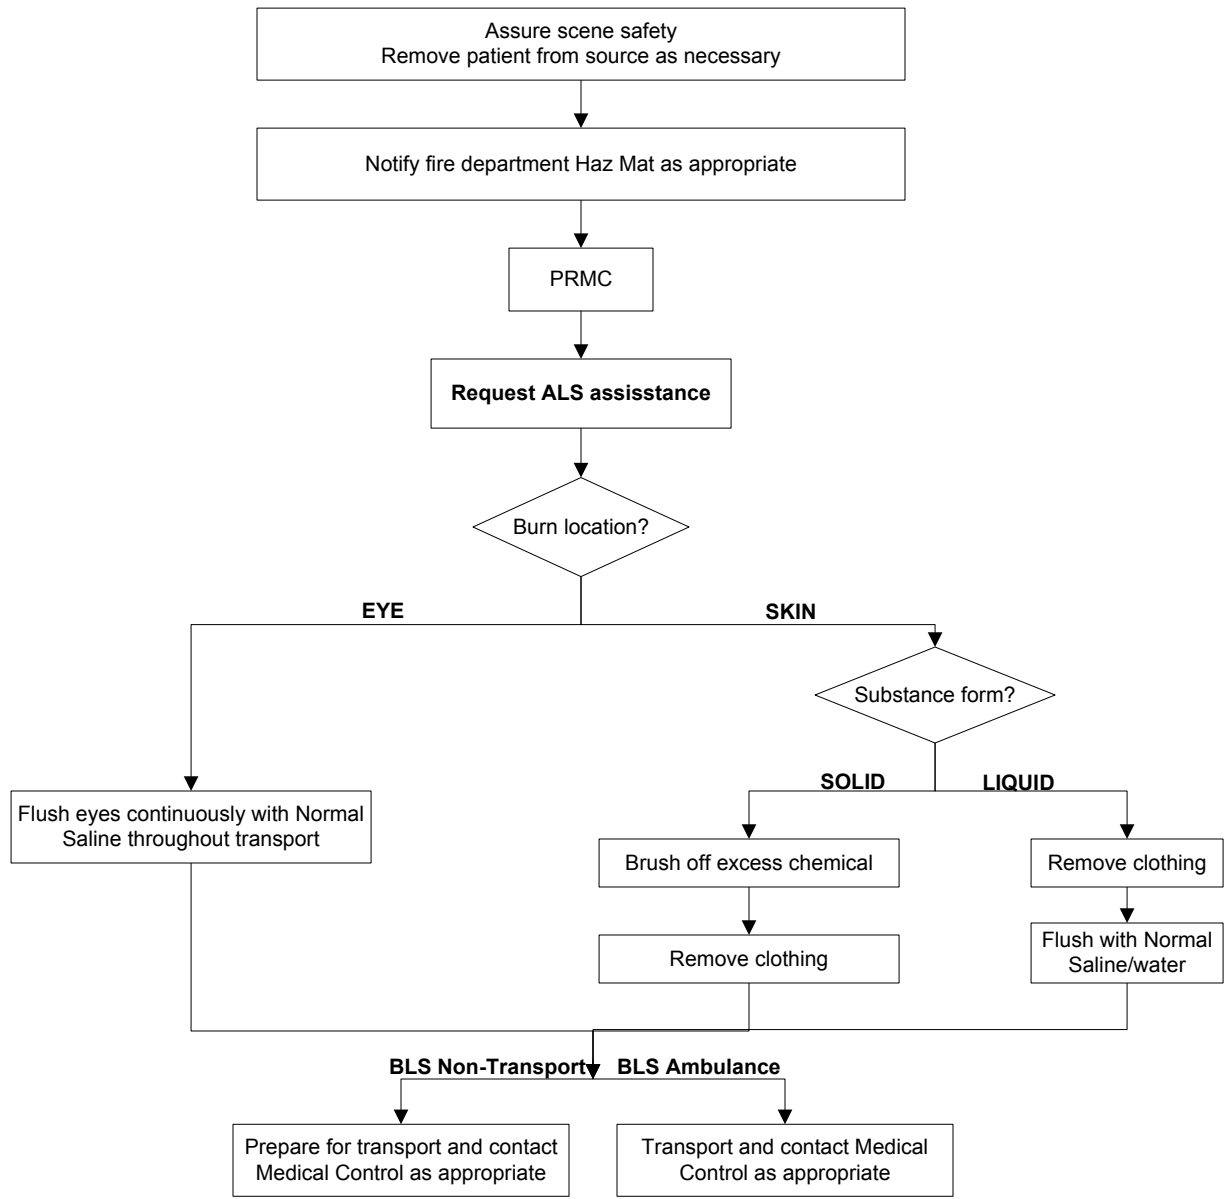 Assure scene safety
Remove patient from source as necessary
Notify fire department Haz Mat as appropriate
PRMC
Request ALS assisstance
Burn location?
EYE
SKIN
Substance form?
SOLID
LIQUID
Flush eyes continuously with Normal
Saline throughout transport
Brush off excess chemical
Remove clothing
Remove clothing
Flush with Normal
Saline/water
BLS Non-Transport
BLS Ambulance
Prepare for transport and contact
Medical Control as appropriate
Transport and contact Medical
Control as appropriate